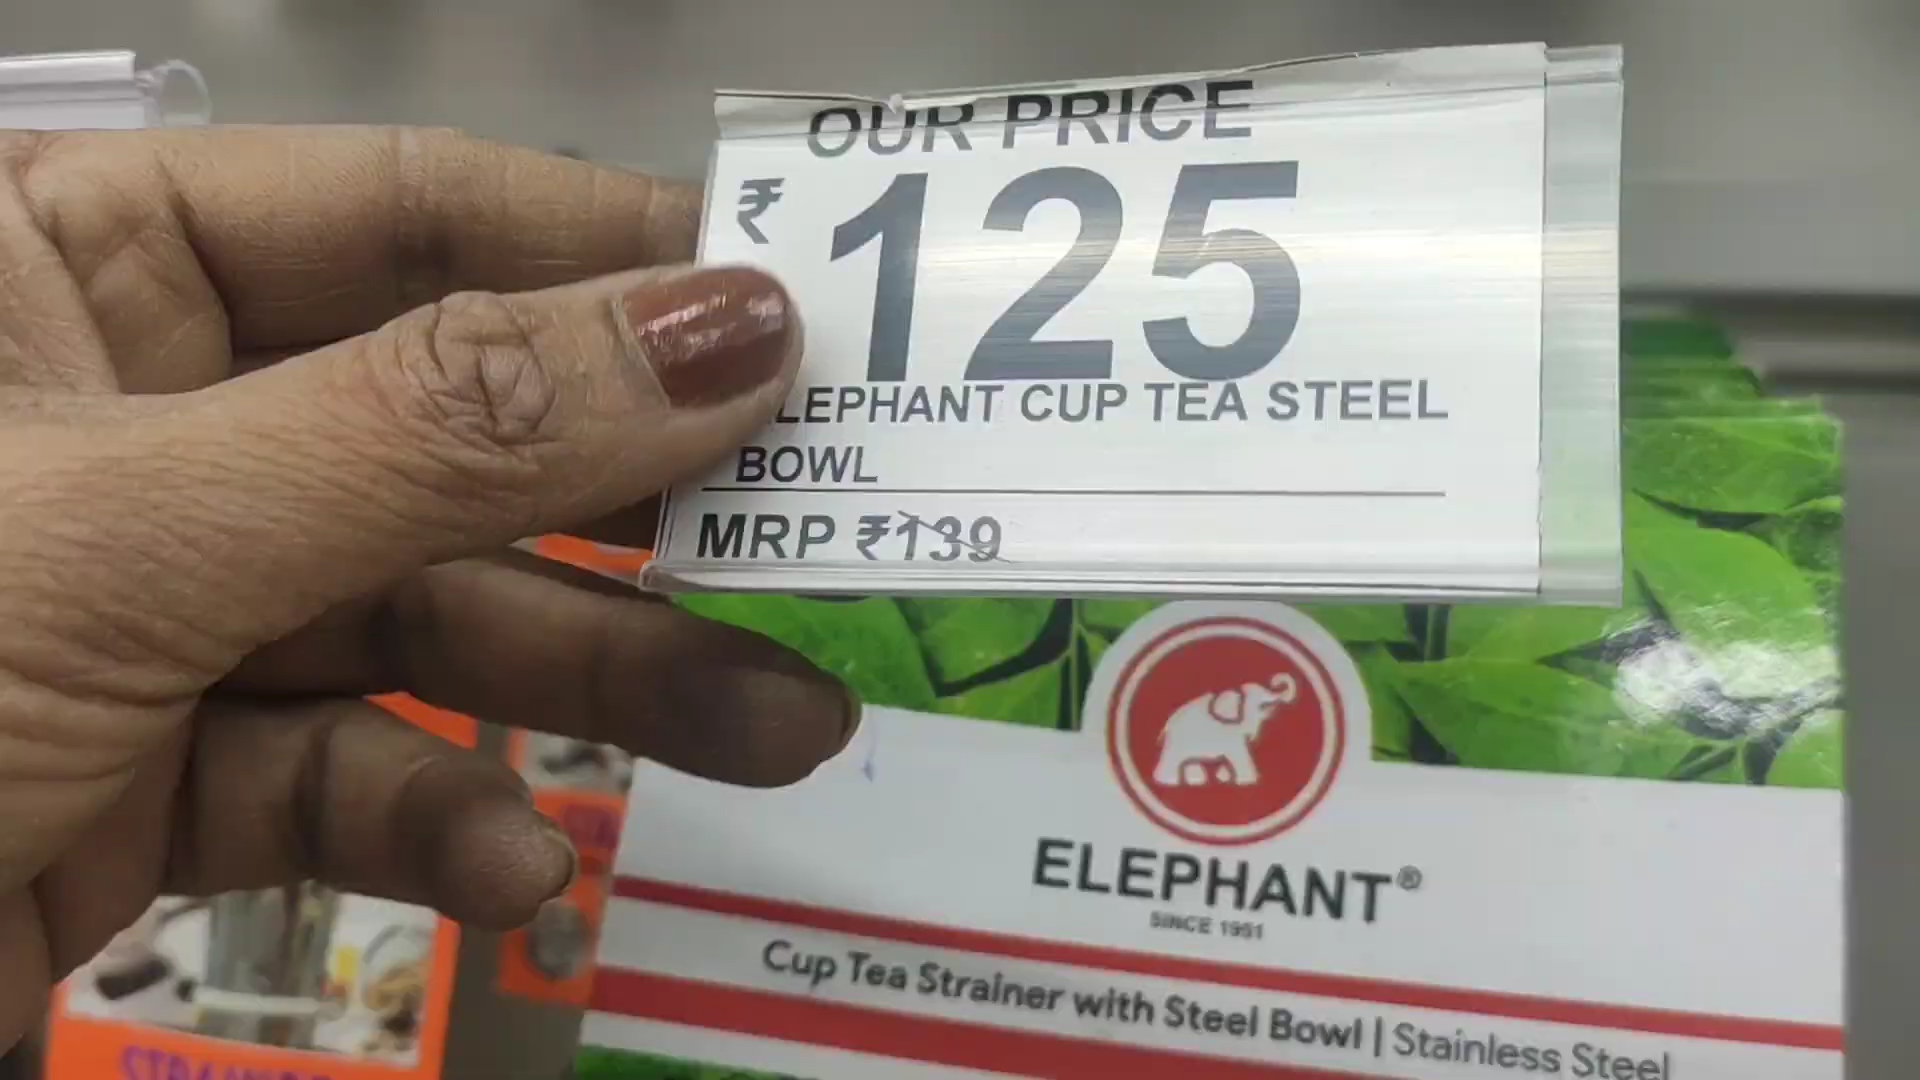 OUR PRICE
₹ 125
LEPHANT CUP TEA STEEL
BOWL
MRP ₹139
ELEPHANT®
SINCE 1951
Cup Tea Strainer with Steel Bowl | Stainless Steel